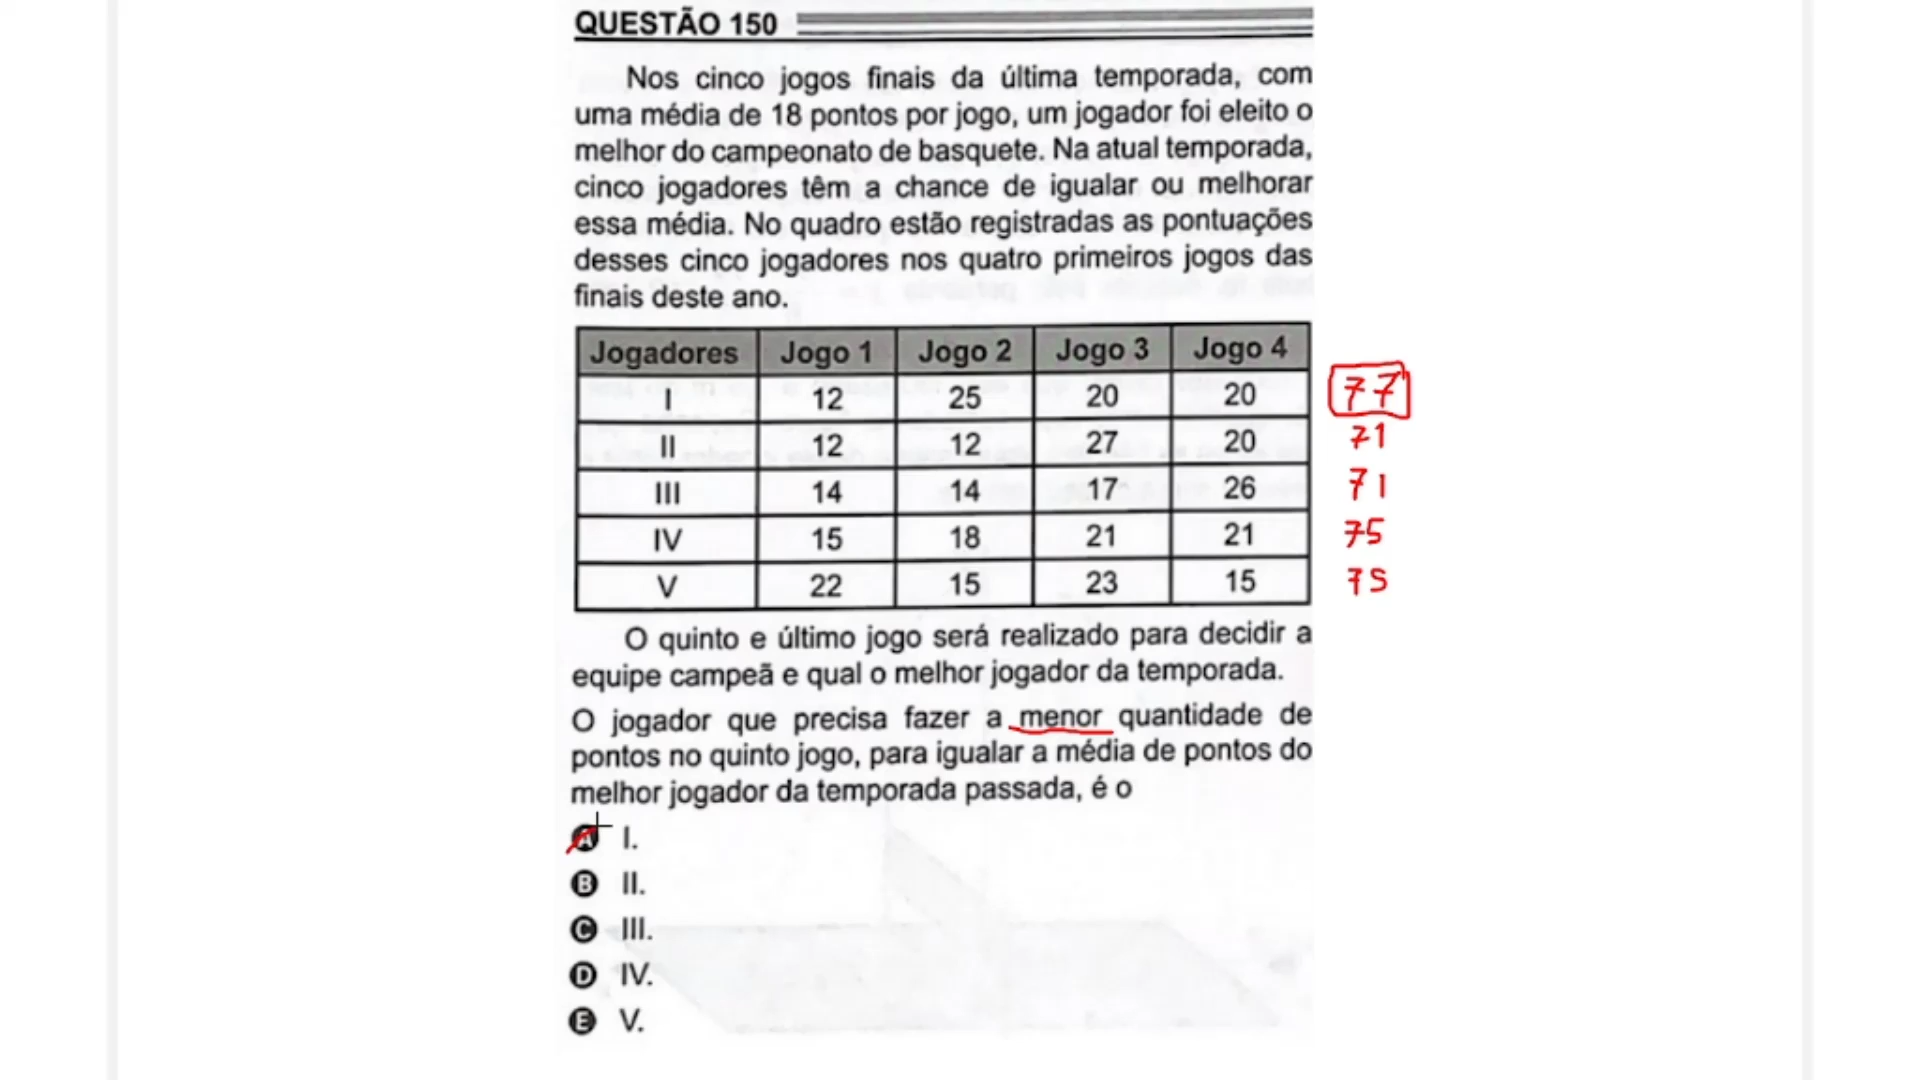 QUESTÃO 150
Nos cinco jogos finais da última temporada, com
uma média de 18 pontos por jogo, um jogador foi eleito o
melhor do campeonato de basquete. Na atual temporada,
cinco jogadores têm a chance de igualar ou melhorar
essa média. No quadro estão registradas as pontuações
desses cinco jogadores nos quatro primeiros jogos das
finais deste ano.
Jogadores Jogo 1 Jogo 2 Jogo 3 Jogo 4
I 12 25 20 20 77
II 12 12 27 20 71
III 14 14 17 26 71
IV 15 18 21 21 75
V 22 15 23 15 75
O quinto e último jogo será realizado para decidir a
equipe campeã e qual o melhor jogador da temporada.
O jogador que precisa fazer a menor quantidade de
pontos no quinto jogo, para igualar a média de pontos do
melhor jogador da temporada passada, é o
A I.
B II.
C III.
D IV.
E V.